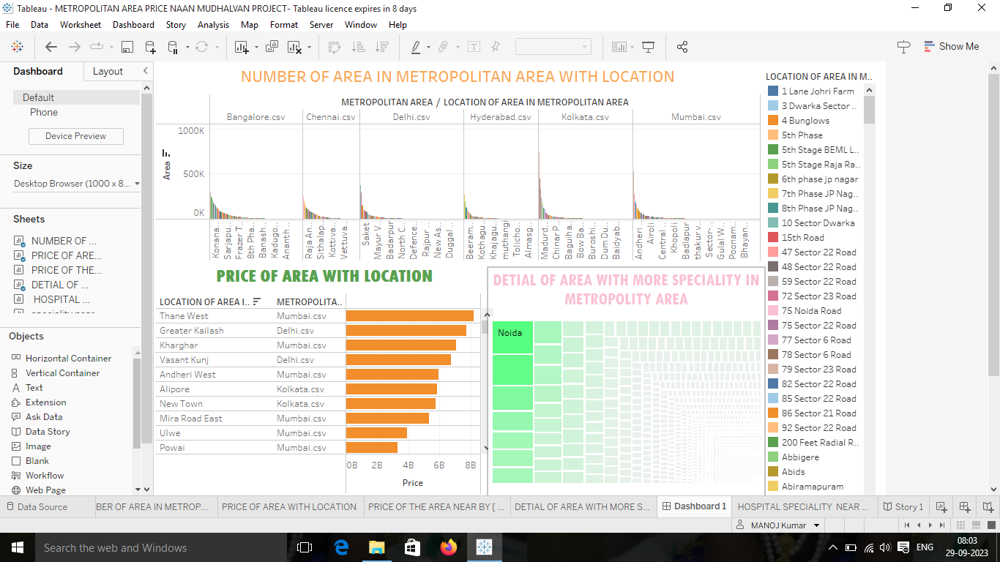 Tableau - METROPOLITAN AREA PRICE NAAN MUDHALVAN PROJECT- Tableau licence expires in 8 days
File Data Worksheet Dashboard Story Analysis Map Format Server Window Help
Show Me
Dashboard Layout
Default
Phone
Device Preview
Size
Desktop Browser (1000 x 8...
Sheets
NUMBER OF ...
PRICE OF ARE...
PRICE OF THE...
DETIAL OF ...
HOSPITAL ...
Objects
Horizontal Container
Vertical Container
Text
Extension
Ask Data
Data Story
Image
Blank
Workflow
Web Page
NUMBER OF AREA IN METROPOLITAN AREA WITH LOCATION
METROPOLITAN AREA / LOCATION OF AREA IN METROPOLITAN AREA
Bangalore.csv Chennai.csv Delhi.csv Hyderabad.csv Kolkata.csv Mumbai.csv
Area
1000K
500K
0K
Konana.. Sarjapu.. Frazer T.. 8th Pha.. Banash.. Kadugo.. Ananth .. Raja An.. Sithalap.. Kottiva.. Vettuva.. Saket Mayur V.. Badarpur North C.. Defence.. Rajpur .. New As.. Duggal.. Beeram.. Kothagu.. Khajagu.. muthangi Tolicho.. Almasg.. Madurd.. Chinar P.. Baguiha.. Bow Ba.. Buroshi.. Dum Du.. Baidyab.. Andheri .. Airoli Central .. Khopoli Badlapur thakur v.. Sector-.. Gulal W.. Poonam.. Bhayan..
PRICE OF AREA WITH LOCATION
LOCATION OF AREA I.. METROPOLITA..
Thane West Mumbai.csv
Greater Kailash Delhi.csv
Kharghar Mumbai.csv
Vasant Kunj Delhi.csv
Andheri West Mumbai.csv
Alipore Kolkata.csv
New Town Kolkata.csv
Mira Road East Mumbai.csv
Ulwe Mumbai.csv
Powai Mumbai.csv
0B 2B 4B 6B 8B
Price
DETIAL OF AREA WITH MORE SPECIALITY IN
METROPOLITY AREA
Noida
LOCATION OF AREA IN M..
1 Lane Johri Farm
3 Dwarka Sector ..
4 Bunglows
5th Phase
5th Stage BEML L..
5th Stage Raja Ra..
6th phase jp nagar
7th Phase JP Nag..
8th Phase JP Nag..
10 Sector Dwarka
15th Road
47 Sector 22 Road
48 Sector 22 Road
59 Sector 22 Road
72 Sector 23 Road
75 Noida Road
75 Sector 22 Road
77 Sector 6 Road
78 Sector 6 Road
79 Sector 23 Road
82 Sector 22 Road
85 Sector 22 Road
86 Sector 21 Road
92 Sector 22 Road
200 Feet Radial R..
Abbigere
Abids
Abiramapuram
Data Source BER OF AREA IN METROP... PRICE OF AREA WITH LOCATION PRICE OF THE AREA NEAR BY [ ... DETIAL OF AREA WITH MORE S... Dashboard 1 HOSPITAL SPECIALITY NEAR ... Story 1
MANOJ Kumar
Search the web and Windows
ENG
08:03
29-09-2023